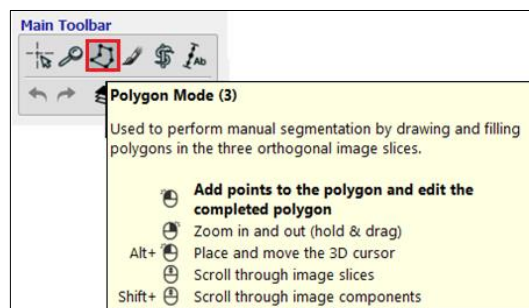 Main Toolbar
Ab
Polygon Mode (3)
Used to perform manual segmentation by drawing and filling
polygons in the three orthogonal image slices.
Add points to the polygon and edit the
completed polygon
Zoom in and out (hold & drag)
Alt+ Place and move the 3D cursor
Scroll through image slices
Shift+ Scroll through image components